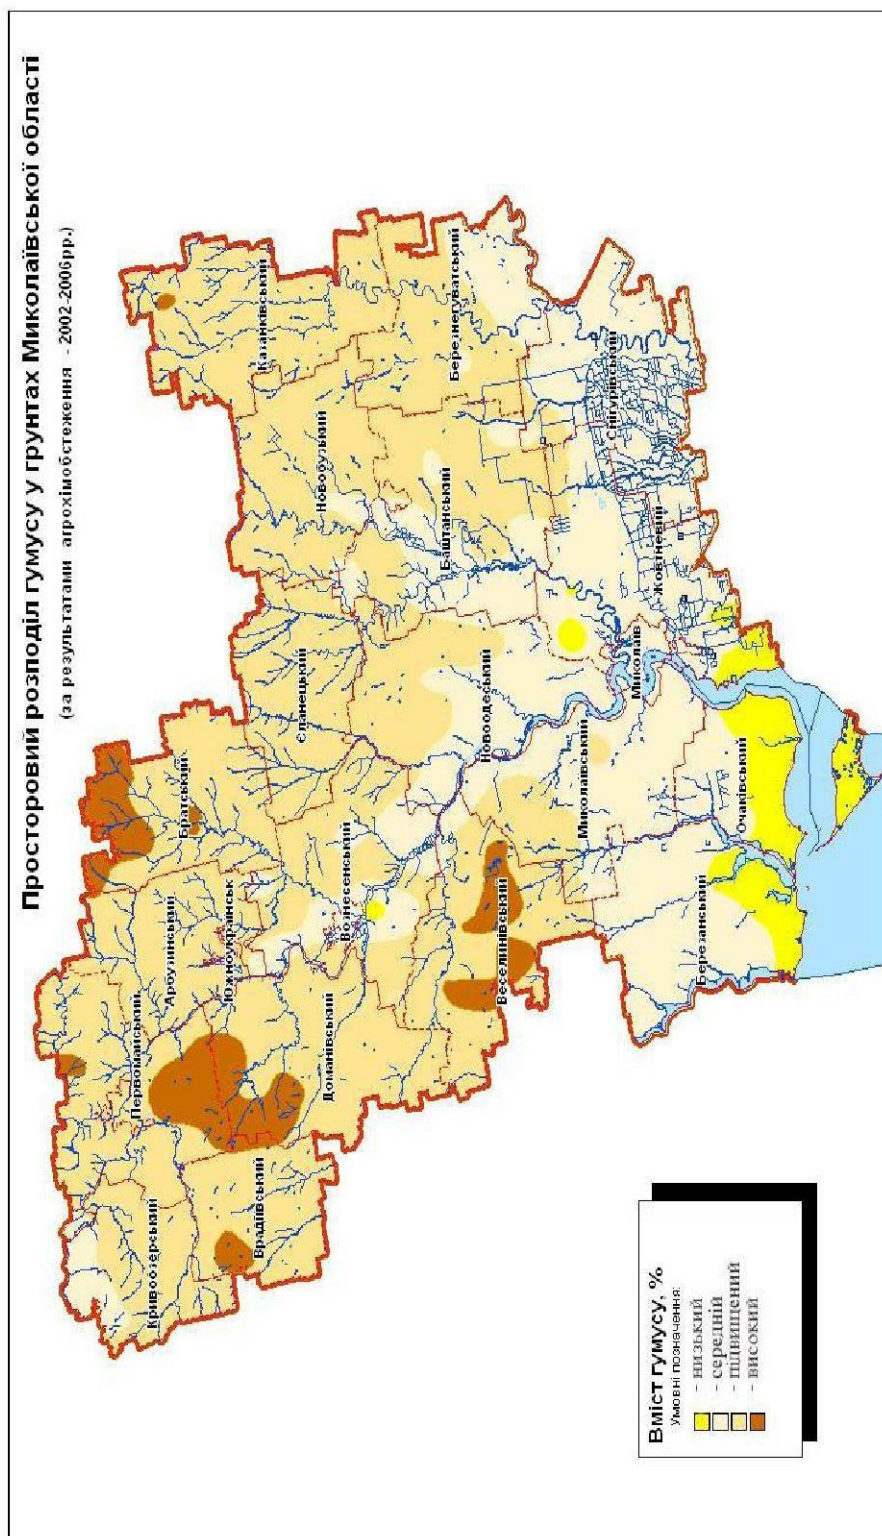 Просторовий розподіл гумусу у грунтах Миколаївської області
(за результатами агрохімобстеження - 2002-2006рр.)
Кривоозерський
Врадіївський
Первомайський
Арбузинський
Южноукраїнськ
Доманівський
Братський
Вознесенський
Єланецький
Веселинівський
Новоодеський
Миколаївський
Березанський
Очаківський
Миколаїв
Жовтневий
Баштанський
Новобузький
Казанківський
Березнегуватський
Снігурівський
Вміст гумусу, %
Умовні позначення:
- низький
- середній
- підвищений
- високий